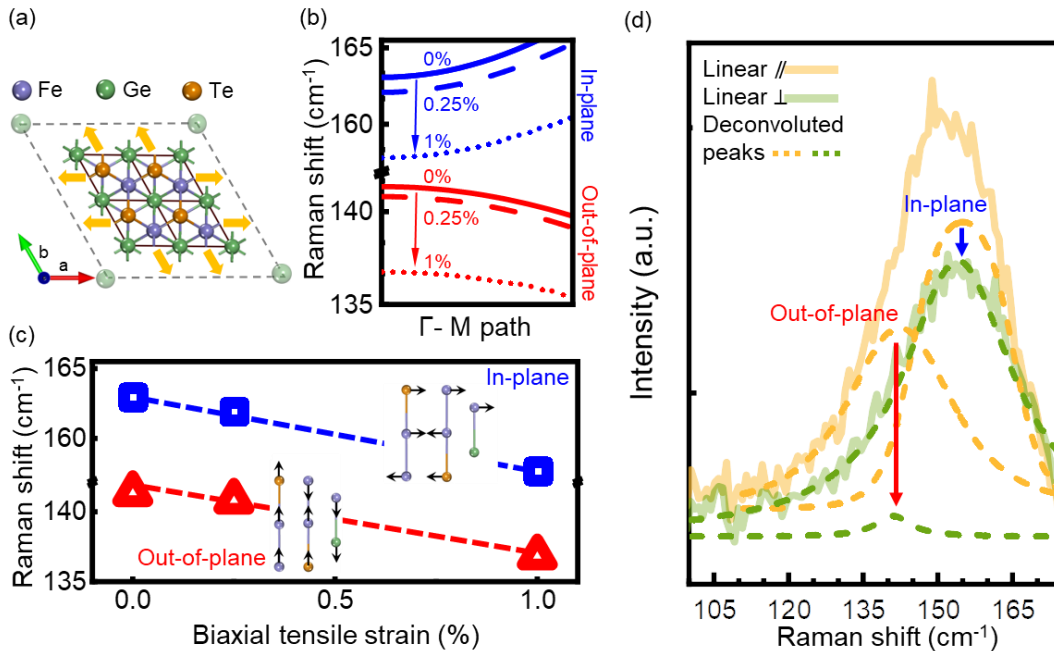 (a)
Fe Ge Te
b
a
(b)
Raman shift (cm⁻¹)
165
160
140
135
0%
0.25%
1%
0%
0.25%
1%
In-plane
Out-of-plane
Γ- M path
(c)
Raman shift (cm⁻¹)
165
160
140
135
In-plane
Out-of-plane
0.0 0.5 1.0
Biaxial tensile strain (%)
(d)
Linear //
Linear ⊥
Deconvoluted
peaks
In-plane
Out-of-plane
Intensity (a.u.)
105 120 135 150 165
Raman shift (cm⁻¹)